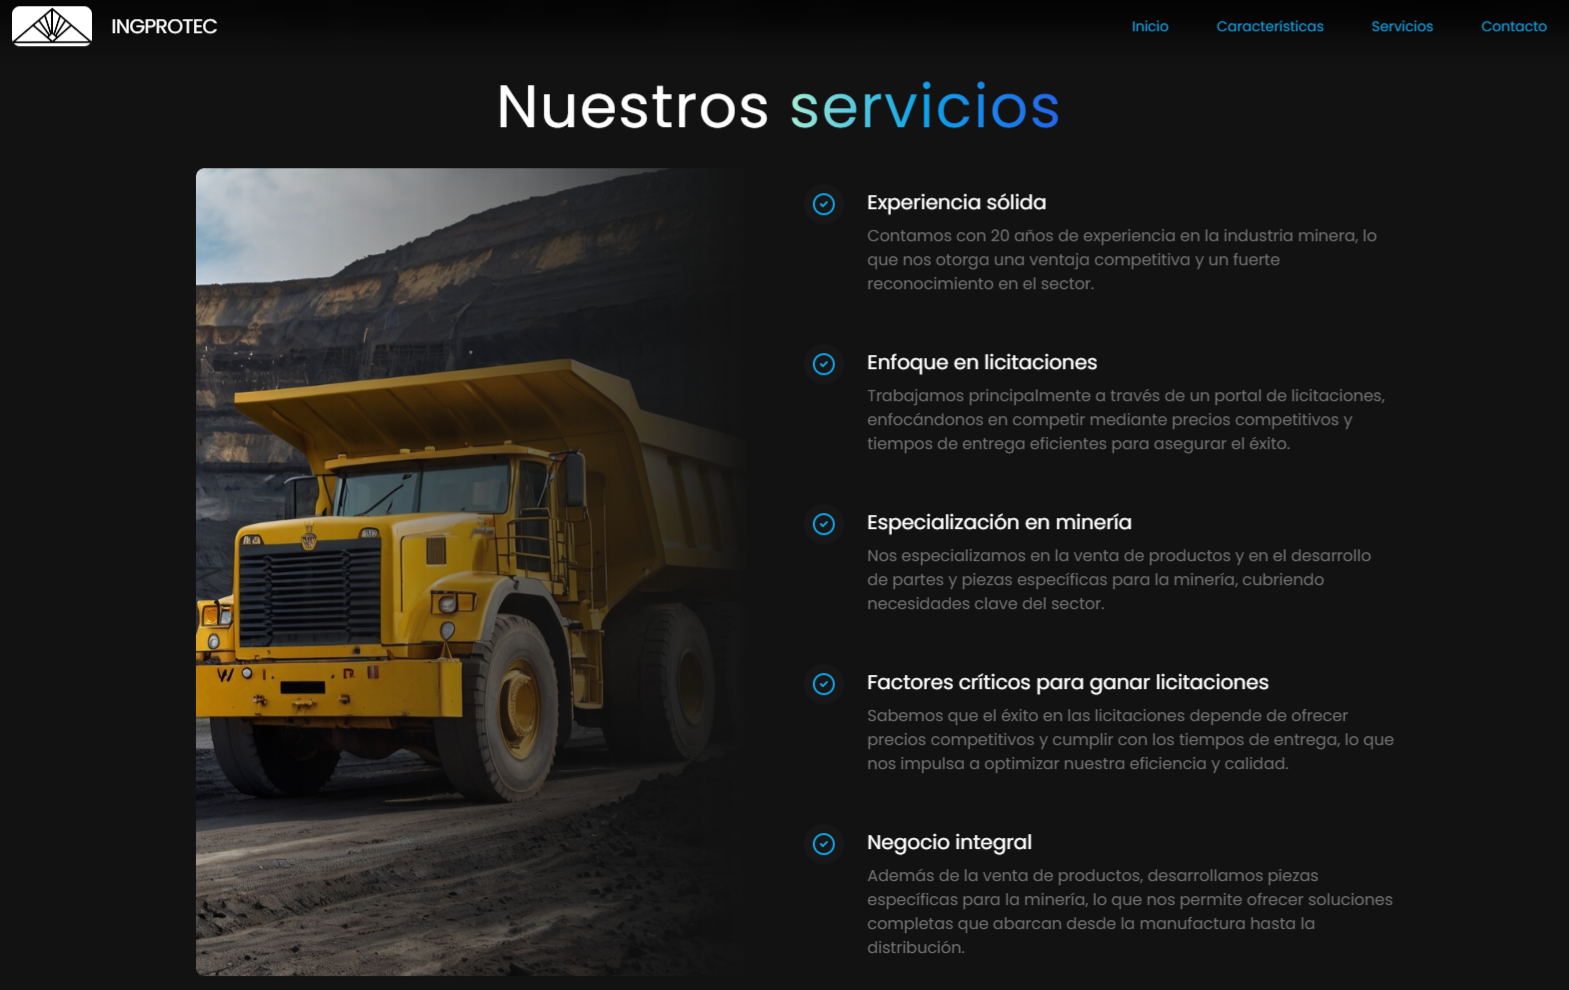 INGPROTEC
Inicio
Características
Servicios
Contacto
Nuestros servicios
Experiencia sólida
Contamos con 20 años de experiencia en la industria minera, lo
que nos otorga una ventaja competitiva y un fuerte
reconocimiento en el sector.
Enfoque en licitaciones
Trabajamos principalmente a través de un portal de licitaciones,
enfocándonos en competir mediante precios competitivos y
tiempos de entrega eficientes para asegurar el éxito.
Especialización en minería
Nos especializamos en la venta de productos y en el desarrollo
de partes y piezas específicas para la minería, cubriendo
necesidades clave del sector.
Factores críticos para ganar licitaciones
Sabemos que el éxito en las licitaciones depende de ofrecer
precios competitivos y cumplir con los tiempos de entrega, lo que
nos impulsa a optimizar nuestra eficiencia y calidad.
Negocio integral
Además de la venta de productos, desarrollamos piezas
específicas para la minería, lo que nos permite ofrecer soluciones
completas que abarcan desde la manufactura hasta la
distribución.